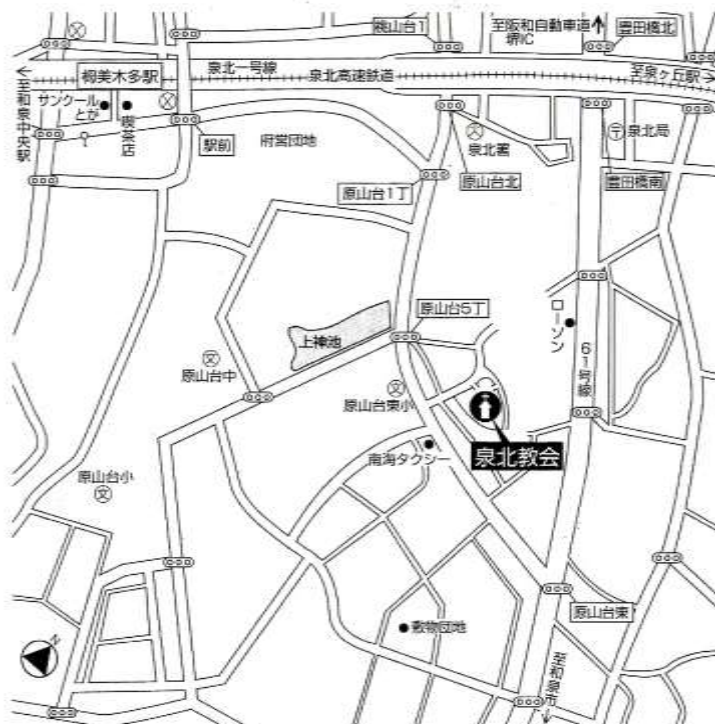 桃山台1
至阪和自動車道
堺IC
豊田橋北
栂美木多駅
泉北一号線
泉北高速鉄道
至泉ヶ丘駅
至和泉中央駅
サンクール
とが
喫茶店
駅前
府営団地
泉北署
泉北局
原山台1丁
原山台北
豊田橋南
上神池
原山台5丁
ローソン
61号線
文
原山台中
文
原山台東小
南海タクシー
泉北教会
原山台小
文
敷物団地
原山台東
至和泉市
N